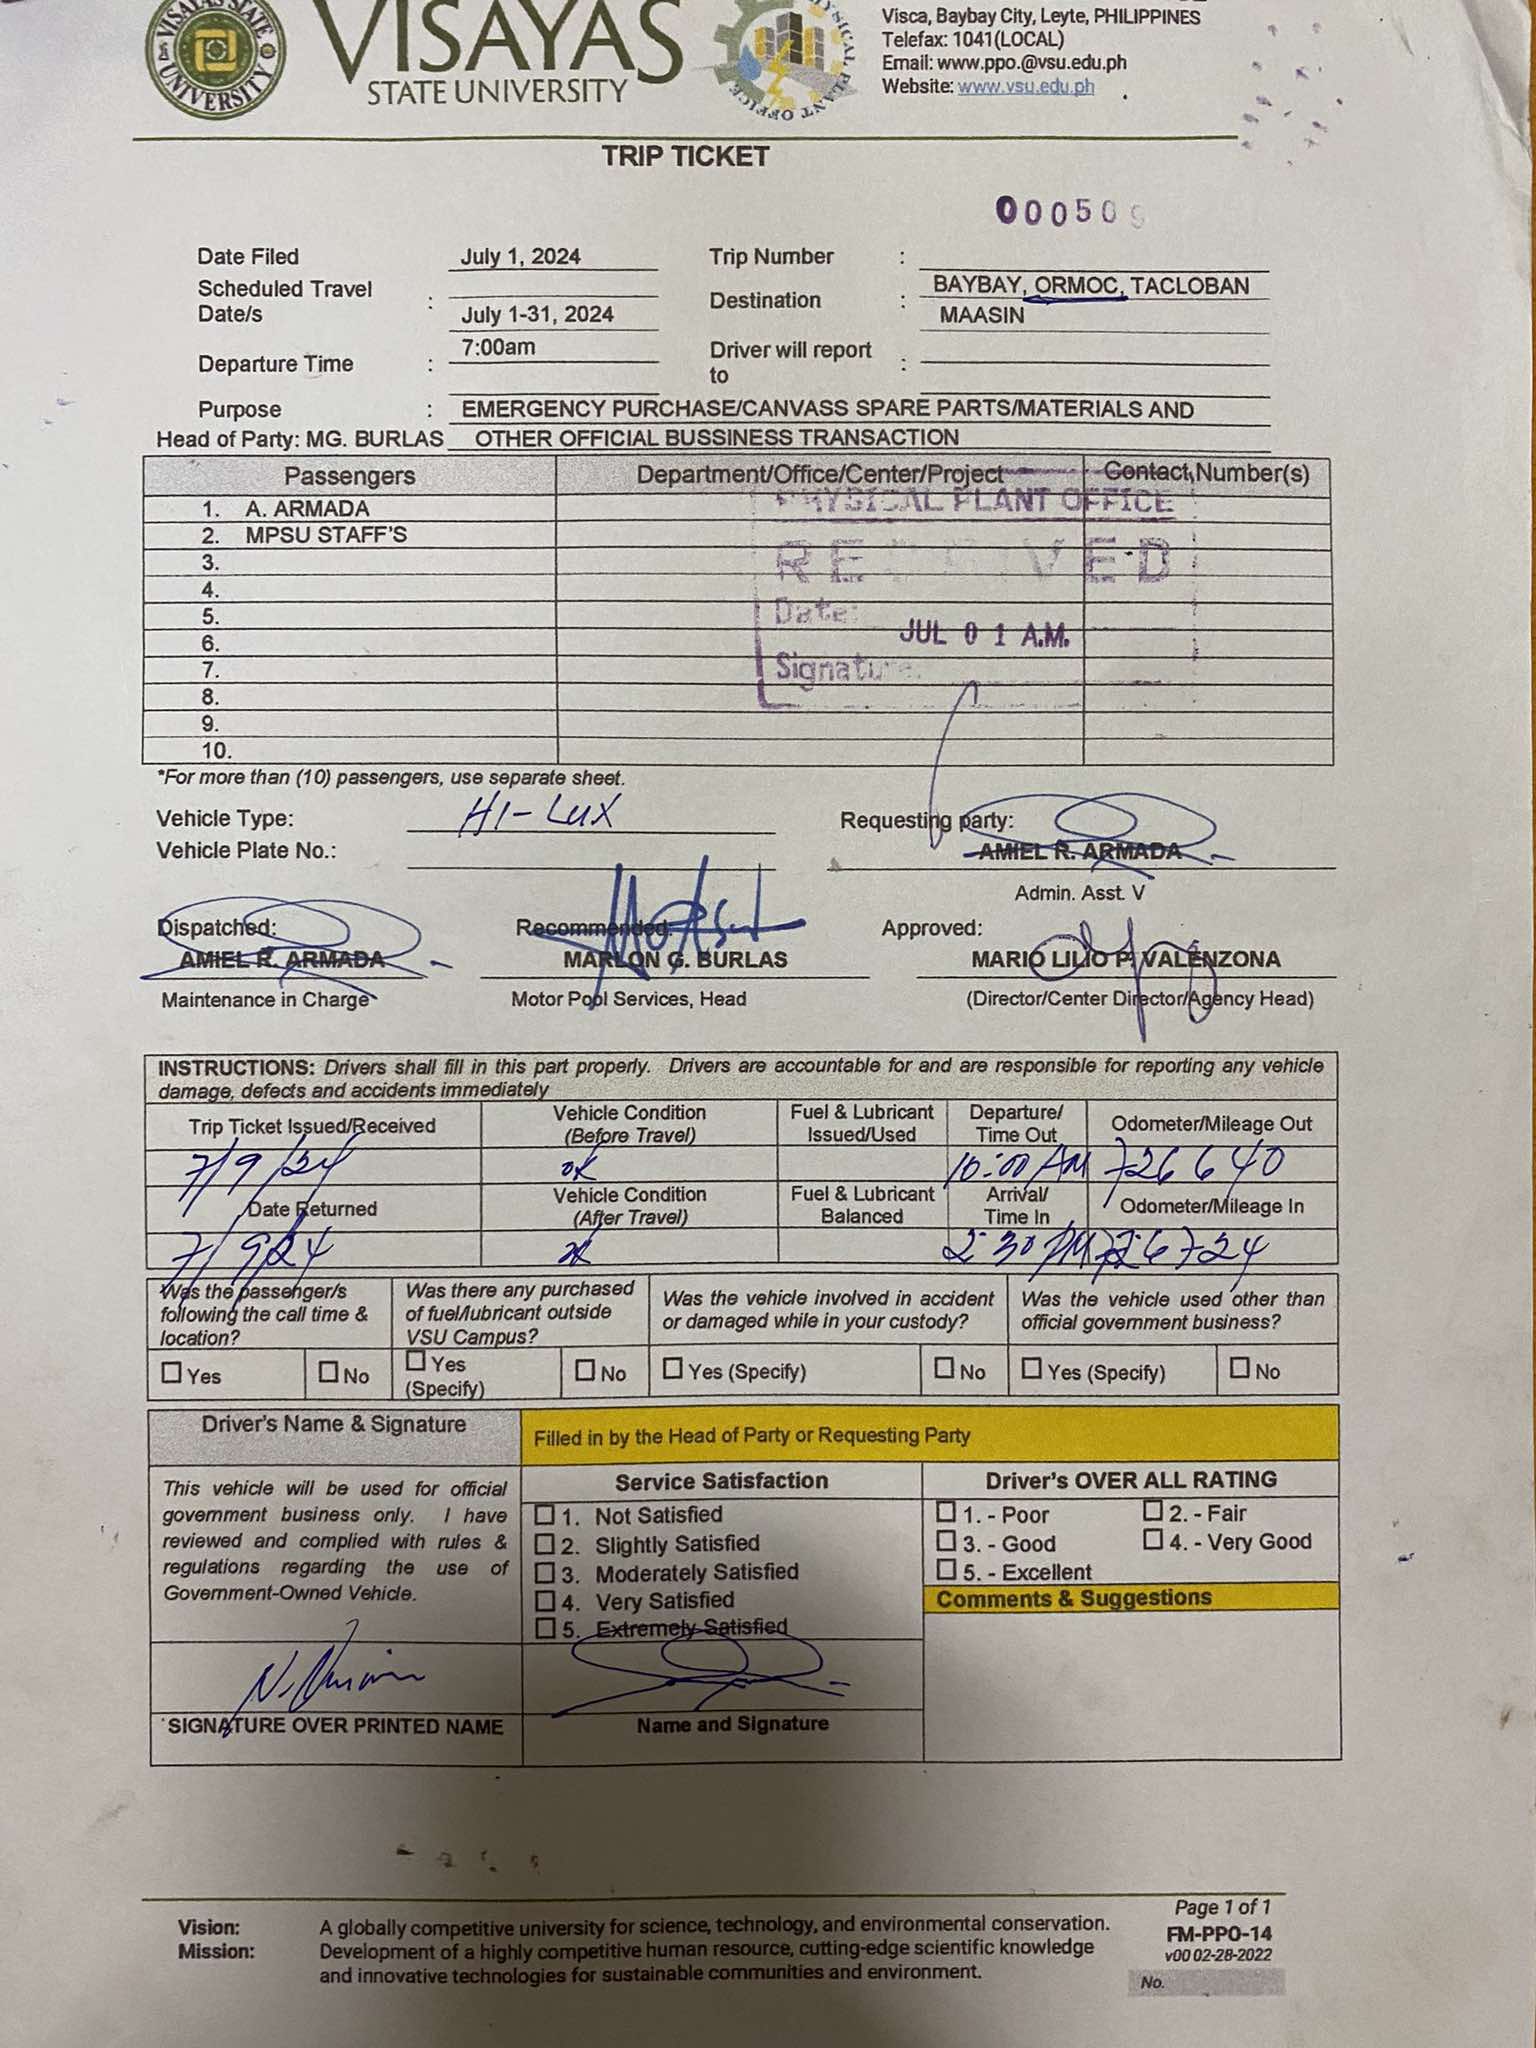 VISAYAS STATE UNIVERSITY
VISAYAS
STATE UNIVERSITY
PHYSICAL PLANT OFFICE
Visca, Baybay City, Leyte, PHILIPPINES
Telefax: 1041(LOCAL)
Email: www.ppo.@vsu.edu.ph
Website: www.vsu.edu.ph
TRIP TICKET
000509
Date Filed July 1, 2024 Trip Number :
Scheduled Travel Date/s : July 1-31, 2024 Destination : BAYBAY, ORMOC, TACLOBAN
MAASIN
Departure Time : 7:00am Driver will report to :
Purpose : EMERGENCY PURCHASE/CANVASS SPARE PARTS/MATERIALS AND
Head of Party: MG. BURLAS OTHER OFFICIAL BUSSINESS TRANSACTION
Passengers Department/Office/Center/Project Contact Number(s)
1. A. ARMADA
2. MPSU STAFF'S
3.
4.
5.
6.
7.
8.
9.
10.
PHYSICAL PLANT OFFICE
RECEIVED
Date:
JUL 01 A.M.
Signature
*For more than (10) passengers, use separate sheet.
Vehicle Type: HI-LUX Requesting party:
Vehicle Plate No.: AMIEL R. ARMADA
Admin. Asst. V
Dispatched: Recommended: Approved:
AMIEL R. ARMADA MARLON G. BURLAS MARIO LILIO P. VALENZONA
Maintenance in Charge Motor Pool Services, Head (Director/Center Director/Agency Head)
INSTRUCTIONS: Drivers shall fill in this part properly. Drivers are accountable for and are responsible for reporting any vehicle
damage, defects and accidents immediately
Trip Ticket Issued/Received Vehicle Condition (Before Travel) Fuel & Lubricant Issued/Used Departure/ Time Out Odometer/Mileage Out
7/9/24 ok 10:00 AM 726640
Date Returned Vehicle Condition (After Travel) Fuel & Lubricant Balanced Arrival/ Time In Odometer/Mileage In
7/9/24 ok 2:30 PM 726724
Was the passenger/s following the call time & location? Was there any purchased of fuel/lubricant outside VSU Campus? Was the vehicle involved in accident or damaged while in your custody? Was the vehicle used other than official government business?
Yes No Yes (Specify) No Yes (Specify) No Yes (Specify) No
Driver's Name & Signature Filled in by the Head of Party or Requesting Party
This vehicle will be used for official
government business only. I have
reviewed and complied with rules &
regulations regarding the use of
Government-Owned Vehicle.
Service Satisfaction
1. Not Satisfied
2. Slightly Satisfied
3. Moderately Satisfied
4. Very Satisfied
5. Extremely Satisfied
Driver's OVER ALL RATING
1. - Poor 2. - Fair
3. - Good 4. - Very Good
5. - Excellent
Comments & Suggestions
SIGNATURE OVER PRINTED NAME Name and Signature
Vision: A globally competitive university for science, technology, and environmental conservation.
Mission: Development of a highly competitive human resource, cutting-edge scientific knowledge
and innovative technologies for sustainable communities and environment.
Page 1 of 1
FM-PPO-14
v00 02-28-2022
No.